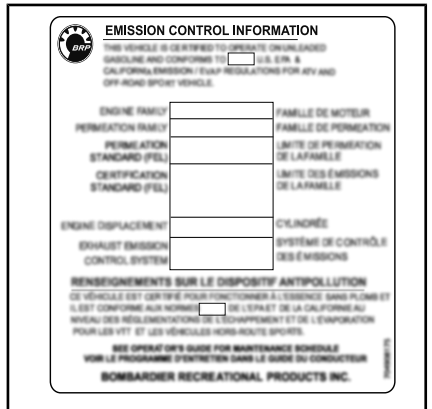 BRP
EMISSION CONTROL INFORMATION
THIS VEHICLE IS CERTIFIED TO OPERATE ON UNLEADED
GASOLINE AND CONFORMS TO U.S. EPA &
CALIFORNIA EMISSION / EVAP REGULATIONS FOR ATV AND
OFF-ROAD SPORT VEHICLE.
ENGINE FAMILY FAMILLE DE MOTEUR
PERMEATION FAMILY FAMILLE DE PERMEATION
PERMEATION LIMITE DE PERMEATION
STANDARD (FEL) DE LA FAMILLE
CERTIFICATION LIMITE DES ÉMISSIONS
STANDARD (FEL) DE LA FAMILLE
ENGINE DISPLACEMENT CYLINDRÉE
EXHAUST EMISSION SYSTÈME DE CONTRÔLE
CONTROL SYSTEM DES ÉMISSIONS
RENSEIGNEMENTS SUR LE DISPOSITIF ANTIPOLLUTION
CE VÉHICULE EST CERTIFIÉ POUR FONCTIONNER À L'ESSENCE SANS PLOMB ET
IL EST CONFORME AUX NORMES DE L'EPA ET DE LA CALIFORNIE AU
NIVEAU DES RÉGLEMENTATIONS DE L'ÉCHAPPEMENT ET DE L'ÉVAPORATION
POUR LES VTT ET LES VÉHICULES HORS-ROUTE SPORTS.
SEE OPERATOR'S GUIDE FOR MAINTENANCE SCHEDULE
VOIR LE PROGRAMME D'ENTRETIEN DANS LE GUIDE DU CONDUCTEUR
BOMBARDIER RECREATIONAL PRODUCTS INC.